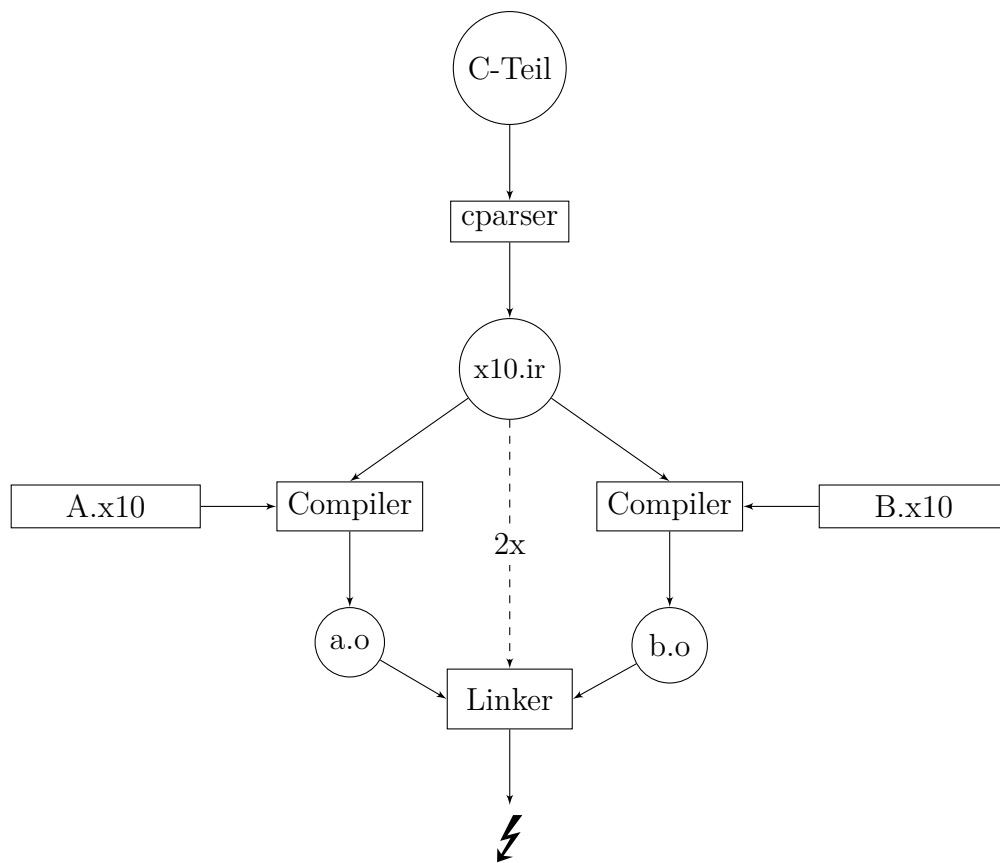 C-Teil
cparser
x10.ir
A.x10
Compiler
Compiler
B.x10
2x
a.o
b.o
Linker